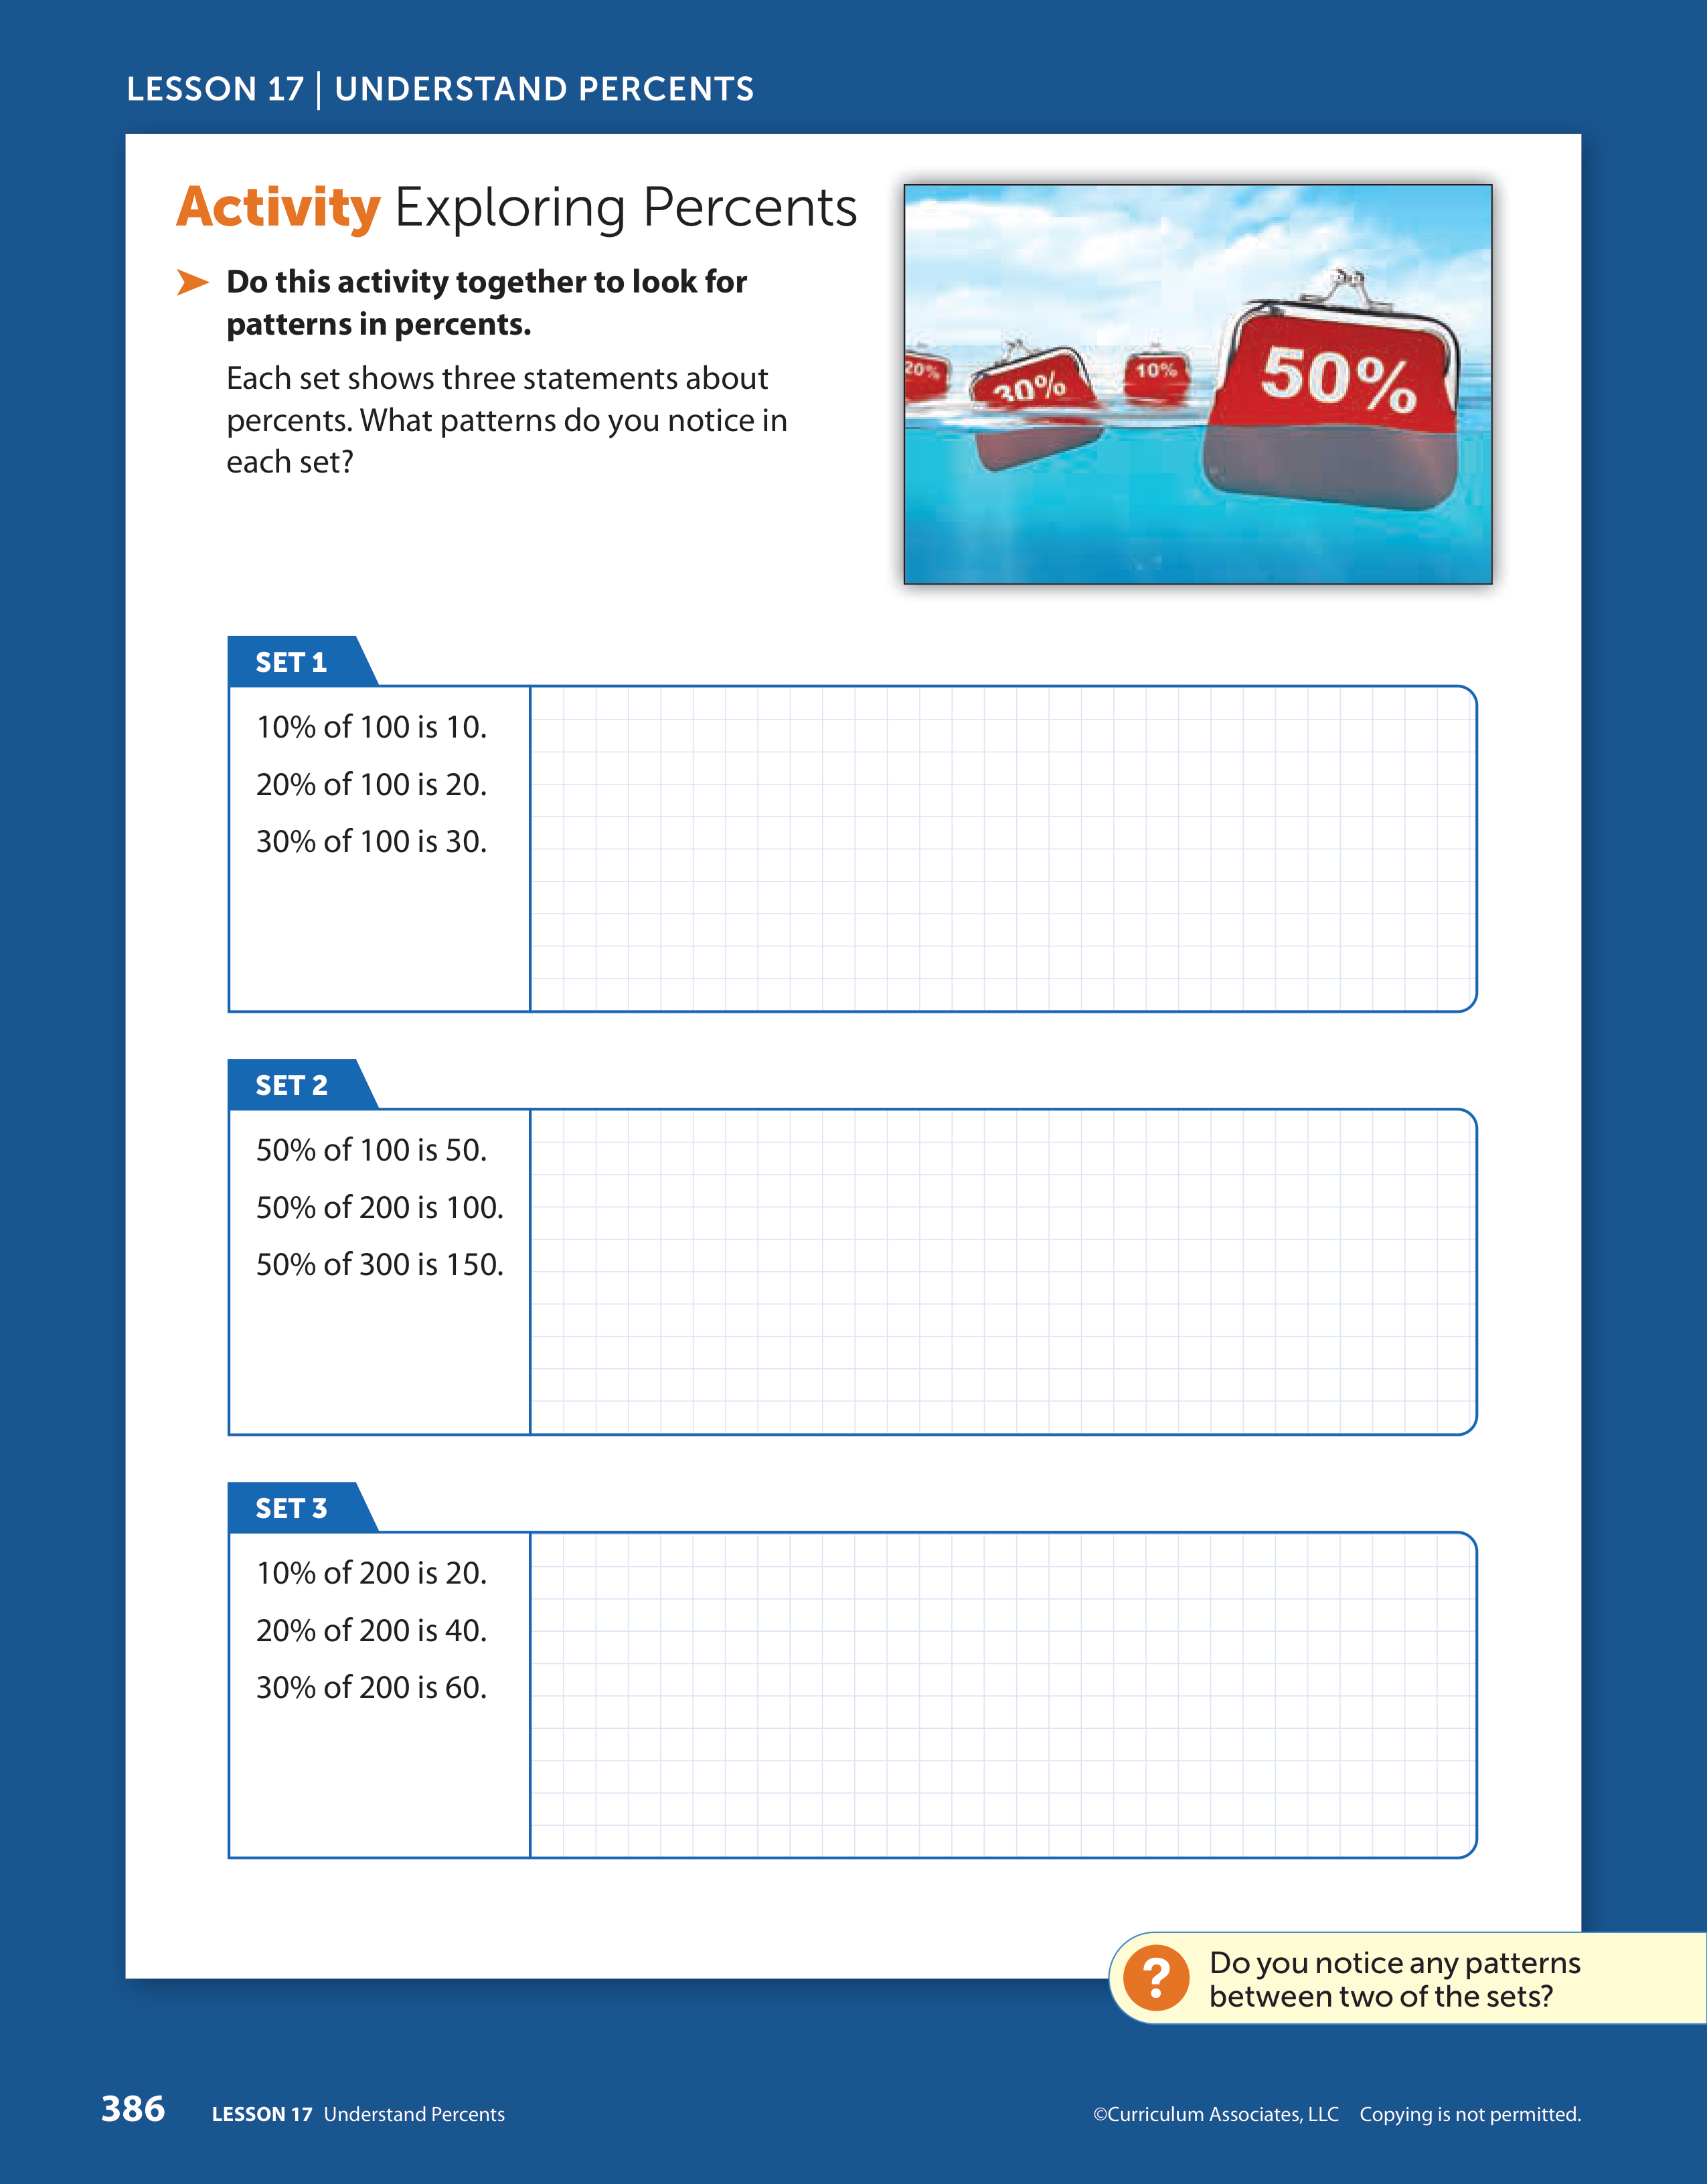 LESSON 17 | UNDERSTAND PERCENTS
Activity Exploring Percents
Do this activity together to look for
patterns in percents.
Each set shows three statements about
percents. What patterns do you notice in
each set?
20%
30%
10%
50%
SET 1
10% of 100 is 10.
20% of 100 is 20.
30% of 100 is 30.
SET 2
50% of 100 is 50.
50% of 200 is 100.
50% of 300 is 150.
SET 3
10% of 200 is 20.
20% of 200 is 40.
30% of 200 is 60.
?
Do you notice any patterns
between two of the sets?
386 LESSON 17 Understand Percents
©Curriculum Associates, LLC Copying is not permitted.